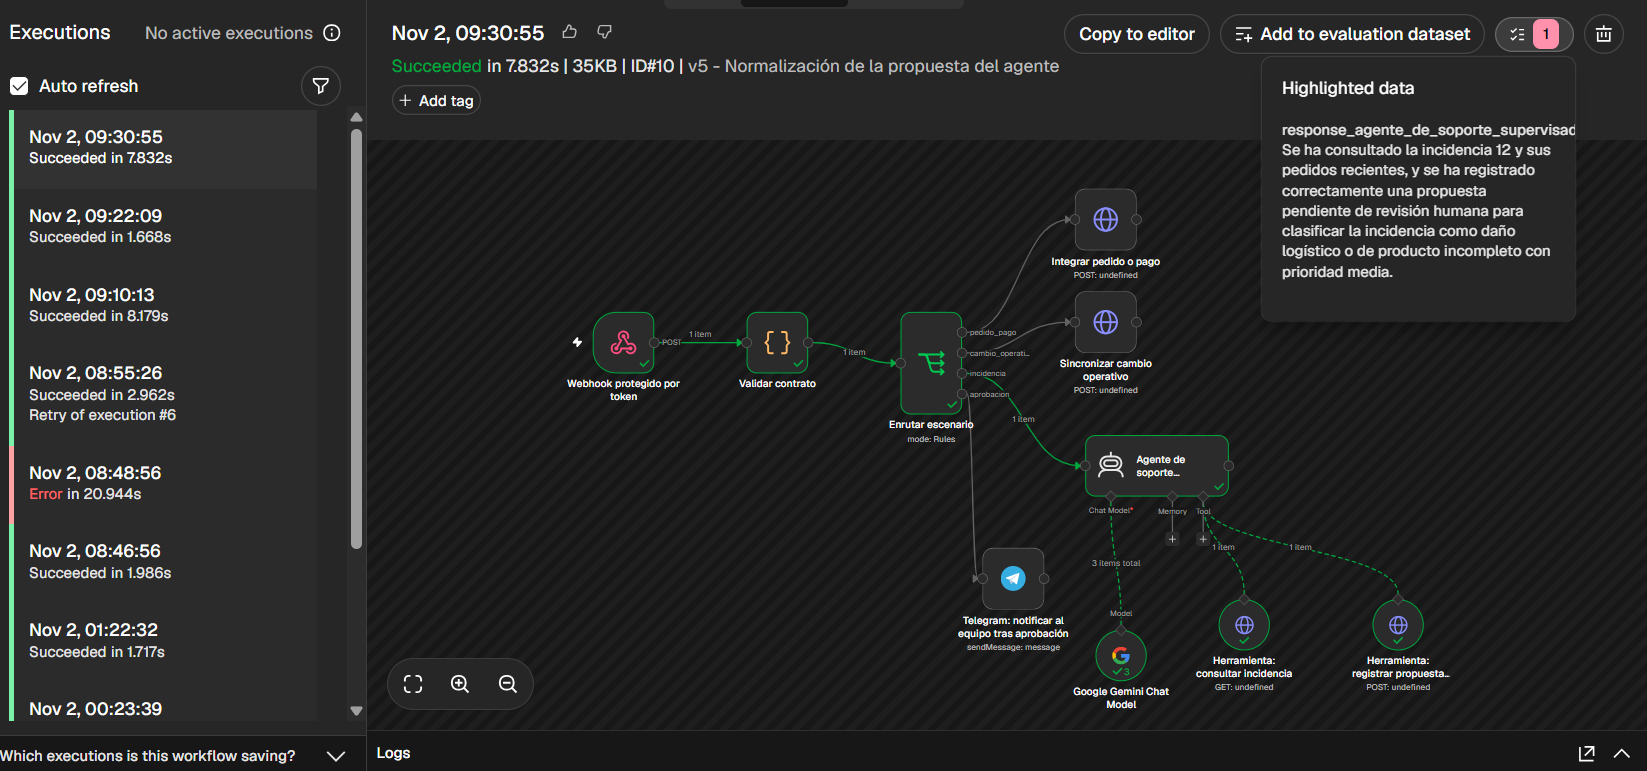 Executions
No active executions
Auto refresh
Nov 2, 09:30:55
Succeeded in 7.832s
Nov 2, 09:22:09
Succeeded in 1.668s
Nov 2, 09:10:13
Succeeded in 8.179s
Nov 2, 08:55:26
Succeeded in 2.962s
Retry of execution #6
Nov 2, 08:48:56
Error in 20.944s
Nov 2, 08:46:56
Succeeded in 1.986s
Nov 2, 01:22:32
Succeeded in 1.717s
Nov 2, 00:23:39
Which executions is this workflow saving?
Nov 2, 09:30:55
Succeeded in 7.832s | 35KB | ID#10 | v5 - Normalización de la propuesta del agente
+ Add tag
Copy to editor
Add to evaluation dataset
1
Highlighted data
response_agente_de_soporte_supervisad
Se ha consultado la incidencia 12 y sus
pedidos recientes, y se ha registrado
correctamente una propuesta
pendiente de revisión humana para
clasificar la incidencia como daño
logístico o de producto incompleto con
prioridad media.
Integrar pedido o pago
POST: undefined
Sincronizar cambio
operativo
POST: undefined
POST
1 item
Webhook protegido por
token
{}
Validar contrato
1 item
pedido_pago
cambio_operati...
incidencia
aprobacion
Enrutar escenario
mode: Rules
1 item
Agente de
soporte...
Chat Model*
Memory
Tool
+
+
1 item
1 item
3 items total
Model
Telegram: notificar al
equipo tras aprobación
sendMessage: message
3
Google Gemini Chat
Model
Herramienta:
consultar incidencia
GET: undefined
Herramienta:
registrar propuesta...
POST: undefined
Logs